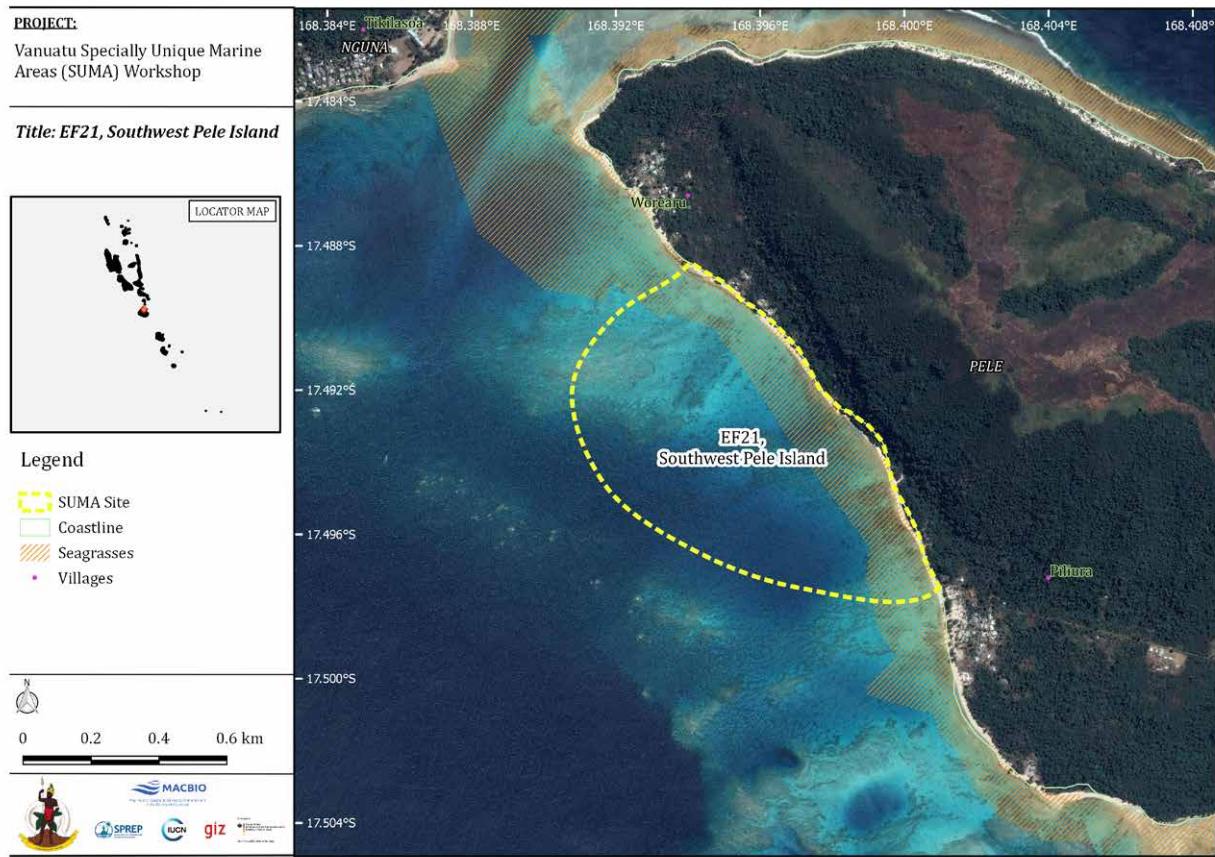 PROJECT:
Vanuatu Specially Unique Marine
Areas (SUMA) Workshop
Title: EF21, Southwest Pele Island
LOCATOR MAP
Legend
SUMA Site
Coastline
Seagrasses
Villages
0 0.2 0.4 0.6 km
MACBIO
SPREP
IUCN
giz
168.384°E 168.388°E 168.392°E 168.396°E 168.400°E 168.404°E 168.408°E
Tikilasoa
NGUNA
17.484°S
Worearu
17.488°S
PELE
17.492°S
EF21,
Southwest Pele Island
17.496°S
Piliura
17.500°S
17.504°S